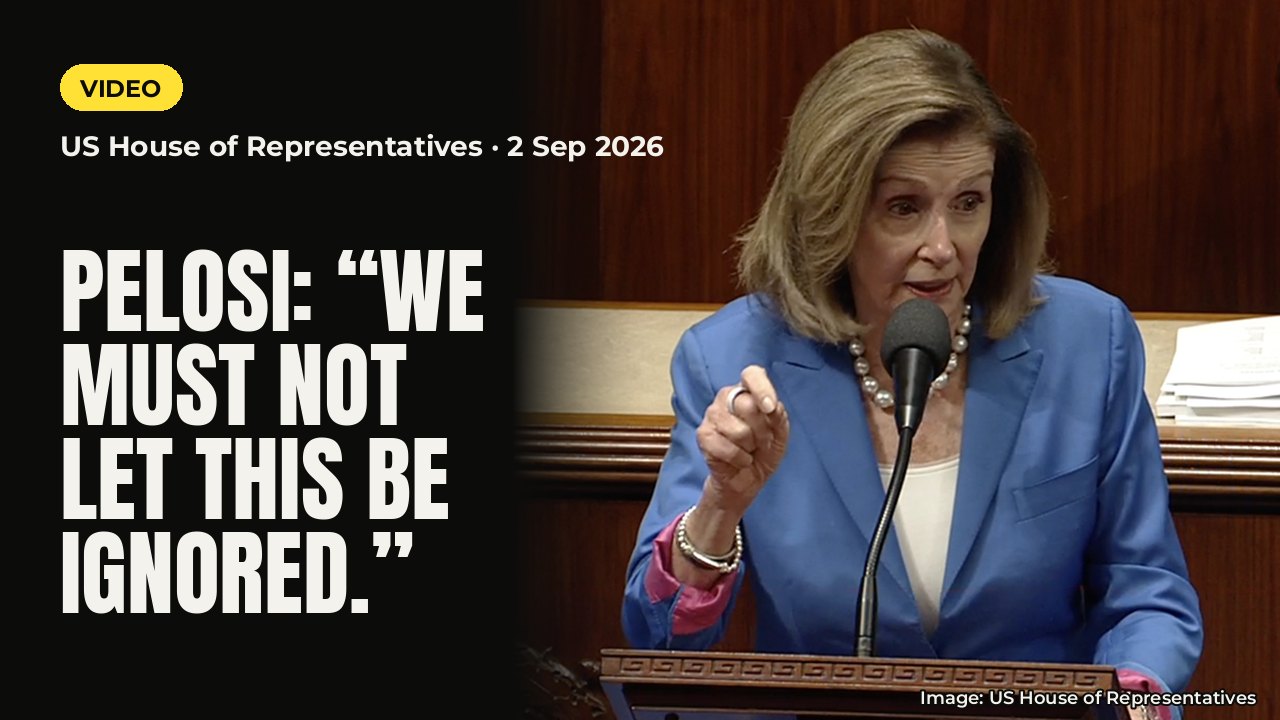 VIDEO
US House of Representatives · 2 Sep 2026
PELOSI: “WE
MUST NOT
LET THIS BE
IGNORED.”
Image: US House of Representatives